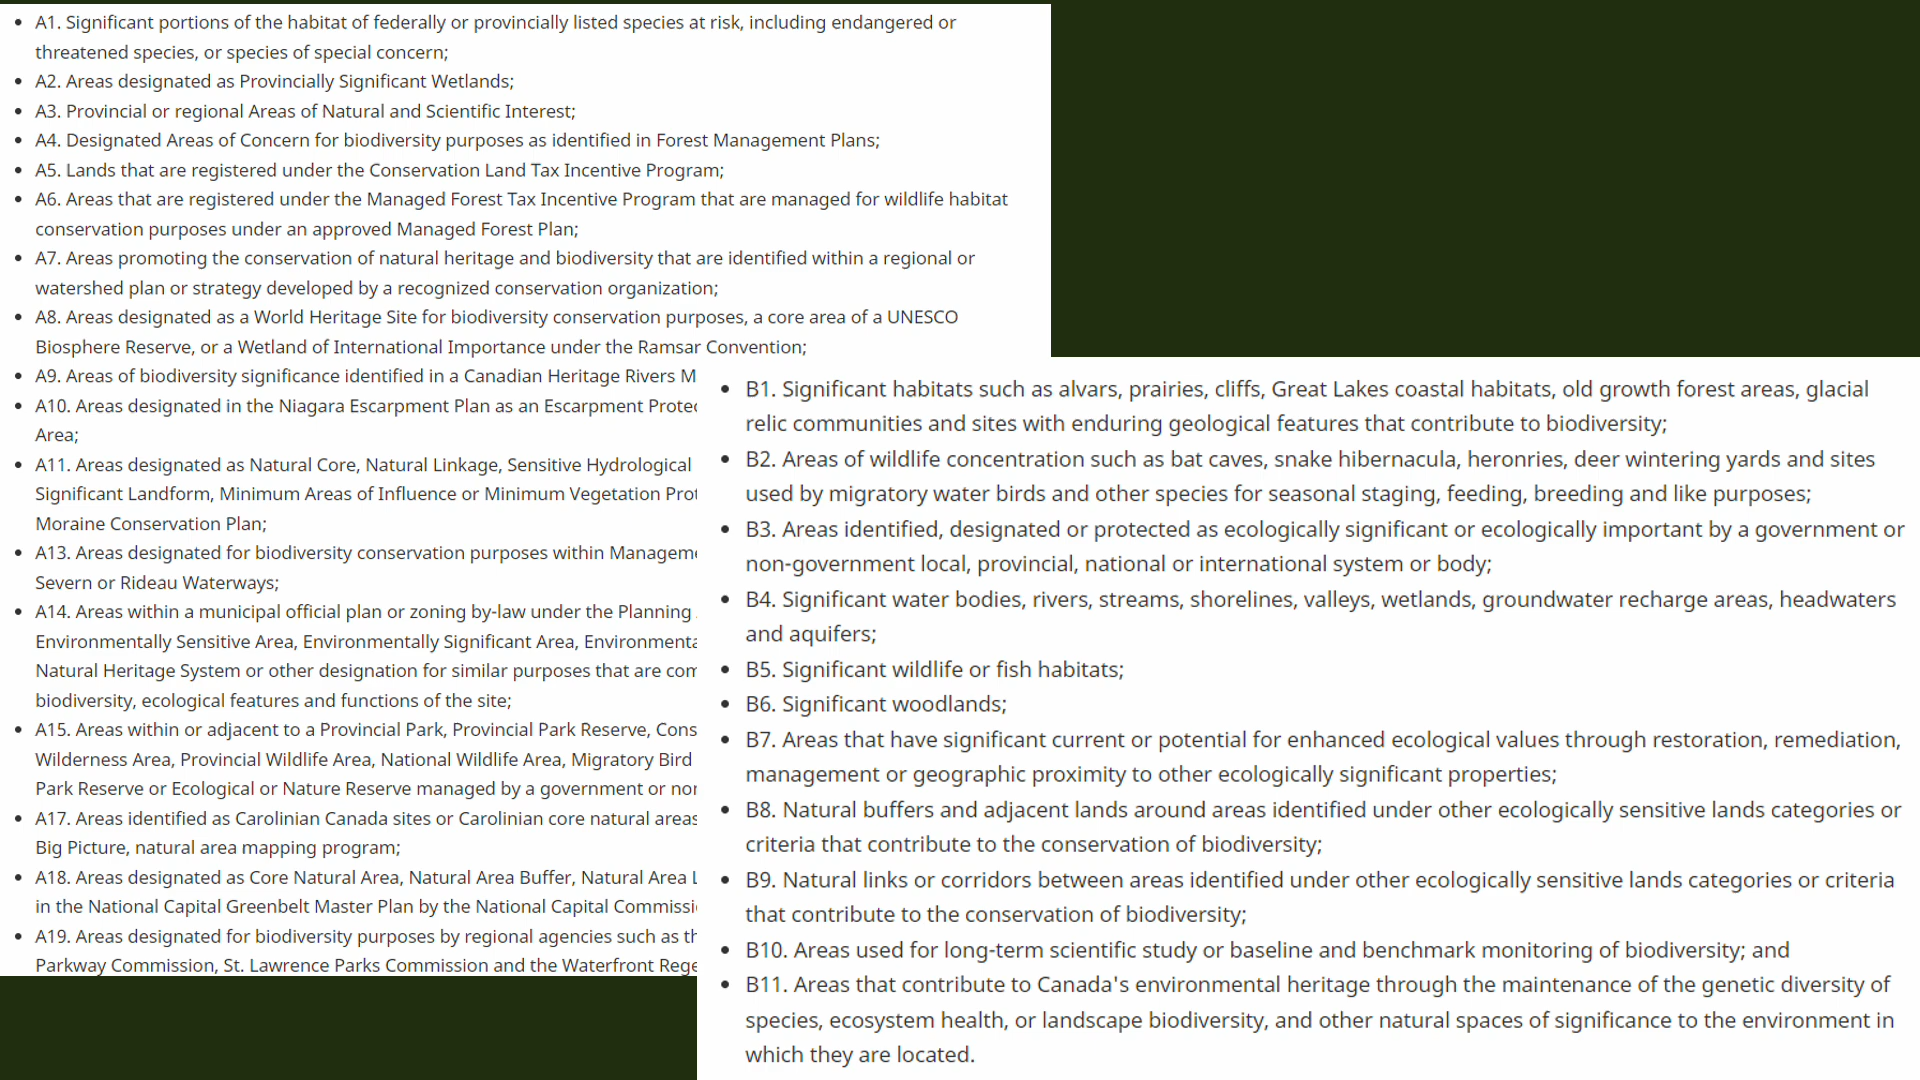 • A1. Significant portions of the habitat of federally or provincially listed species at risk, including endangered or
threatened species, or species of special concern;
• A2. Areas designated as Provincially Significant Wetlands;
• A3. Provincial or regional Areas of Natural and Scientific Interest;
• A4. Designated Areas of Concern for biodiversity purposes as identified in Forest Management Plans;
• A5. Lands that are registered under the Conservation Land Tax Incentive Program;
• A6. Areas that are registered under the Managed Forest Tax Incentive Program that are managed for wildlife habitat
conservation purposes under an approved Managed Forest Plan;
• A7. Areas promoting the conservation of natural heritage and biodiversity that are identified within a regional or
watershed plan or strategy developed by a recognized conservation organization;
• A8. Areas designated as a World Heritage Site for biodiversity conservation purposes, a core area of a UNESCO
Biosphere Reserve, or a Wetland of International Importance under the Ramsar Convention;
• A9. Areas of biodiversity significance identified in a Canadian Heritage Rivers
• A10. Areas designated in the Niagara Escarpment Plan as an Escarpment
Area;
• A11. Areas designated as Natural Core, Natural Linkage, Sensitive Hydrological
Significant Landform, Minimum Areas of Influence or Minimum Vegetation
Moraine Conservation Plan;
• A13. Areas designated for biodiversity conservation purposes within
Severn or Rideau Waterways;
• A14. Areas within a municipal official plan or zoning by-law under the Planning
Environmentally Sensitive Area, Environmentally Significant Area,
Natural Heritage System or other designation for similar purposes that are
biodiversity, ecological features and functions of the site;
• A15. Areas within or adjacent to a Provincial Park, Provincial Park Reserve,
Wilderness Area, Provincial Wildlife Area, National Wildlife Area, Migratory Bird
Park Reserve or Ecological or Nature Reserve managed by a government or
• A17. Areas identified as Carolinian Canada sites or Carolinian core natural areas
Big Picture, natural area mapping program;
• A18. Areas designated as Core Natural Area, Natural Area Buffer, Natural Area
in the National Capital Greenbelt Master Plan by the National Capital
• A19. Areas designated for biodiversity purposes by regional agencies such as
Parkway Commission, St. Lawrence Parks Commission and the Waterfront
• B1. Significant habitats such as alvars, prairies, cliffs, Great Lakes coastal habitats, old growth forest areas, glacial
relic communities and sites with enduring geological features that contribute to biodiversity;
• B2. Areas of wildlife concentration such as bat caves, snake hibernacula, heronries, deer wintering yards and sites
used by migratory water birds and other species for seasonal staging, feeding, breeding and like purposes;
• B3. Areas identified, designated or protected as ecologically significant or ecologically important by a government or
non-government local, provincial, national or international system or body;
• B4. Significant water bodies, rivers, streams, shorelines, valleys, wetlands, groundwater recharge areas, headwaters
and aquifers;
• B5. Significant wildlife or fish habitats;
• B6. Significant woodlands;
• B7. Areas that have significant current or potential for enhanced ecological values through restoration, remediation,
management or geographic proximity to other ecologically significant properties;
• B8. Natural buffers and adjacent lands around areas identified under other ecologically sensitive lands categories or
criteria that contribute to the conservation of biodiversity;
• B9. Natural links or corridors between areas identified under other ecologically sensitive lands categories or criteria
that contribute to the conservation of biodiversity;
• B10. Areas used for long-term scientific study or baseline and benchmark monitoring of biodiversity; and
• B11. Areas that contribute to Canada's environmental heritage through the maintenance of the genetic diversity of
species, ecosystem health, or landscape biodiversity, and other natural spaces of significance to the environment in
which they are located.